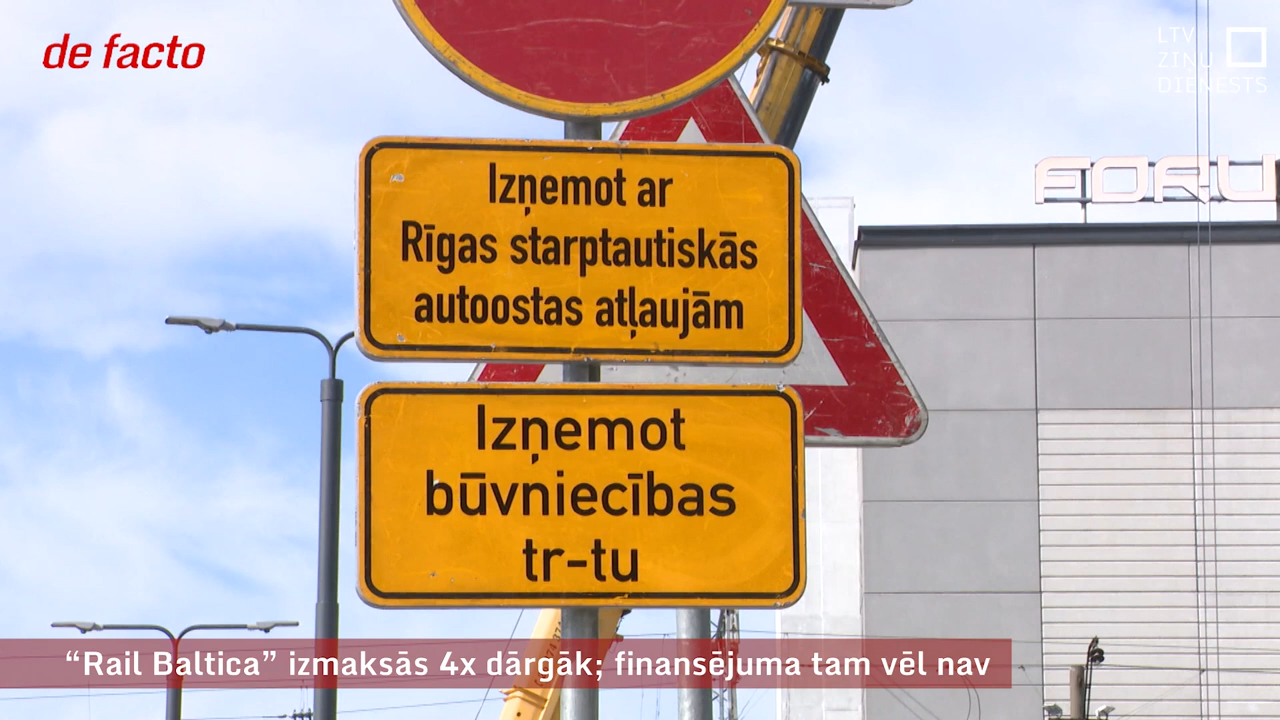 de facto
LTV
ZIŅU
DIENESTS
Izņemot ar
Rīgas starptautiskās
autoostas atļaujām
FORU
Izņemot
būvniecības
tr-tu
“Rail Baltica” izmaksās 4x dārgāk; finansējuma tam vēl nav